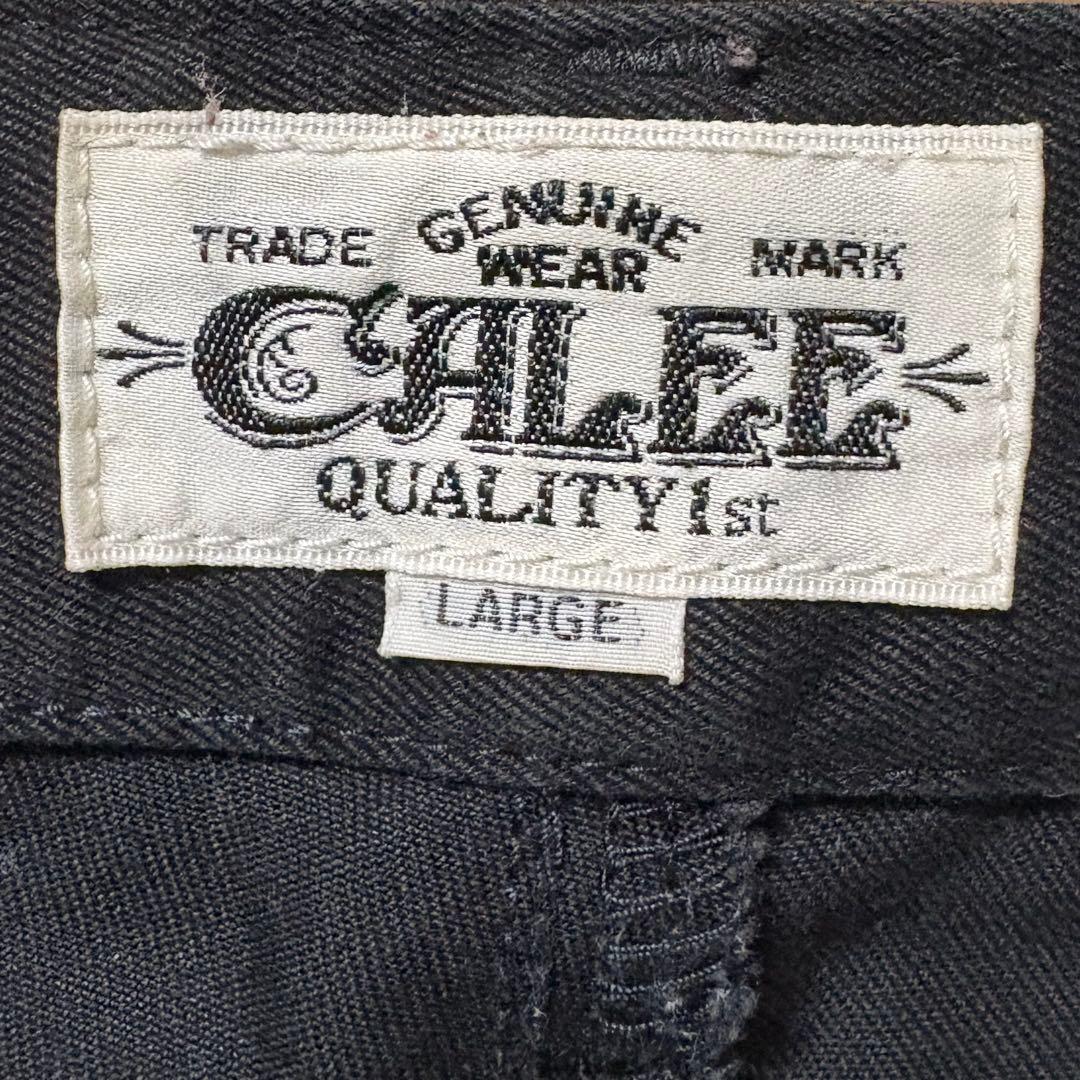 GENUINE
TRADE WEAR MARK
CALEE
QUALITY 1st
LARGE